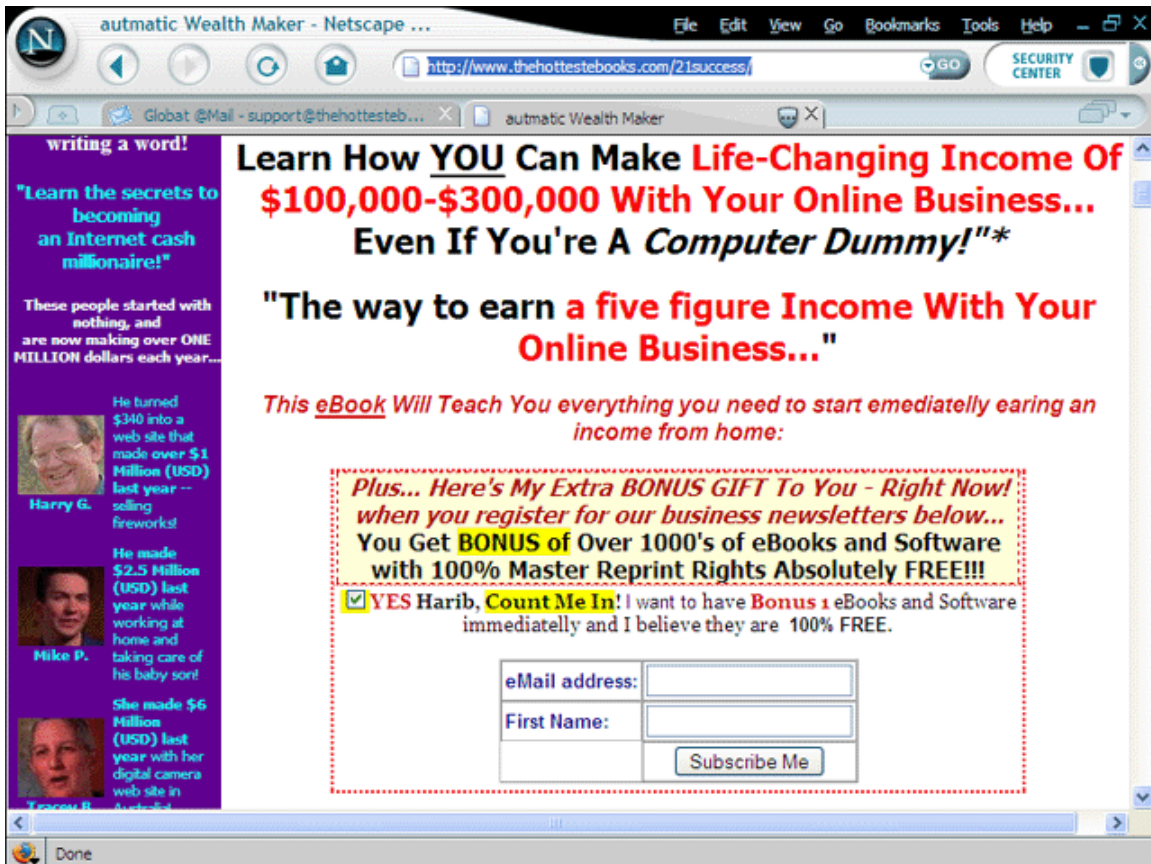 autmatic Wealth Maker - Netscape ...
File Edit View Go Bookmarks Tools Help
http://www.thehottestebooks.com/21success/
GO
SECURITY
CENTER
Globat @Mail - support@thehottesteb...
autmatic Wealth Maker
writing a word!
"Learn the secrets to
becoming
an Internet cash
millionaire!"
These people started with
nothing, and
are now making over ONE
MILLION dollars each year...
He turned
$340 into a
web site that
made over $1
Million (USD)
last year --
selling
fireworks!
Harry G.
He made
$2.5 Million
(USD) last
year while
working at
home and
taking care of
his baby son!
Mike P.
She made $6
Million
(USD) last
year with her
digital camera
web site in
Australia!
Tracey B.
Learn How YOU Can Make Life-Changing Income Of
$100,000-$300,000 With Your Online Business...
Even If You're A Computer Dummy!"*
"The way to earn a five figure Income With Your
Online Business..."
This eBook Will Teach You everything you need to start emediatelly earing an
income from home:
Plus... Here's My Extra BONUS GIFT To You - Right Now!
when you register for our business newsletters below...
You Get BONUS of Over 1000's of eBooks and Software
with 100% Master Reprint Rights Absolutely FREE!!!
YES Harib, Count Me In! I want to have Bonus 1 eBooks and Software
immediatelly and I believe they are 100% FREE.
eMail address:
First Name:
Subscribe Me
Done